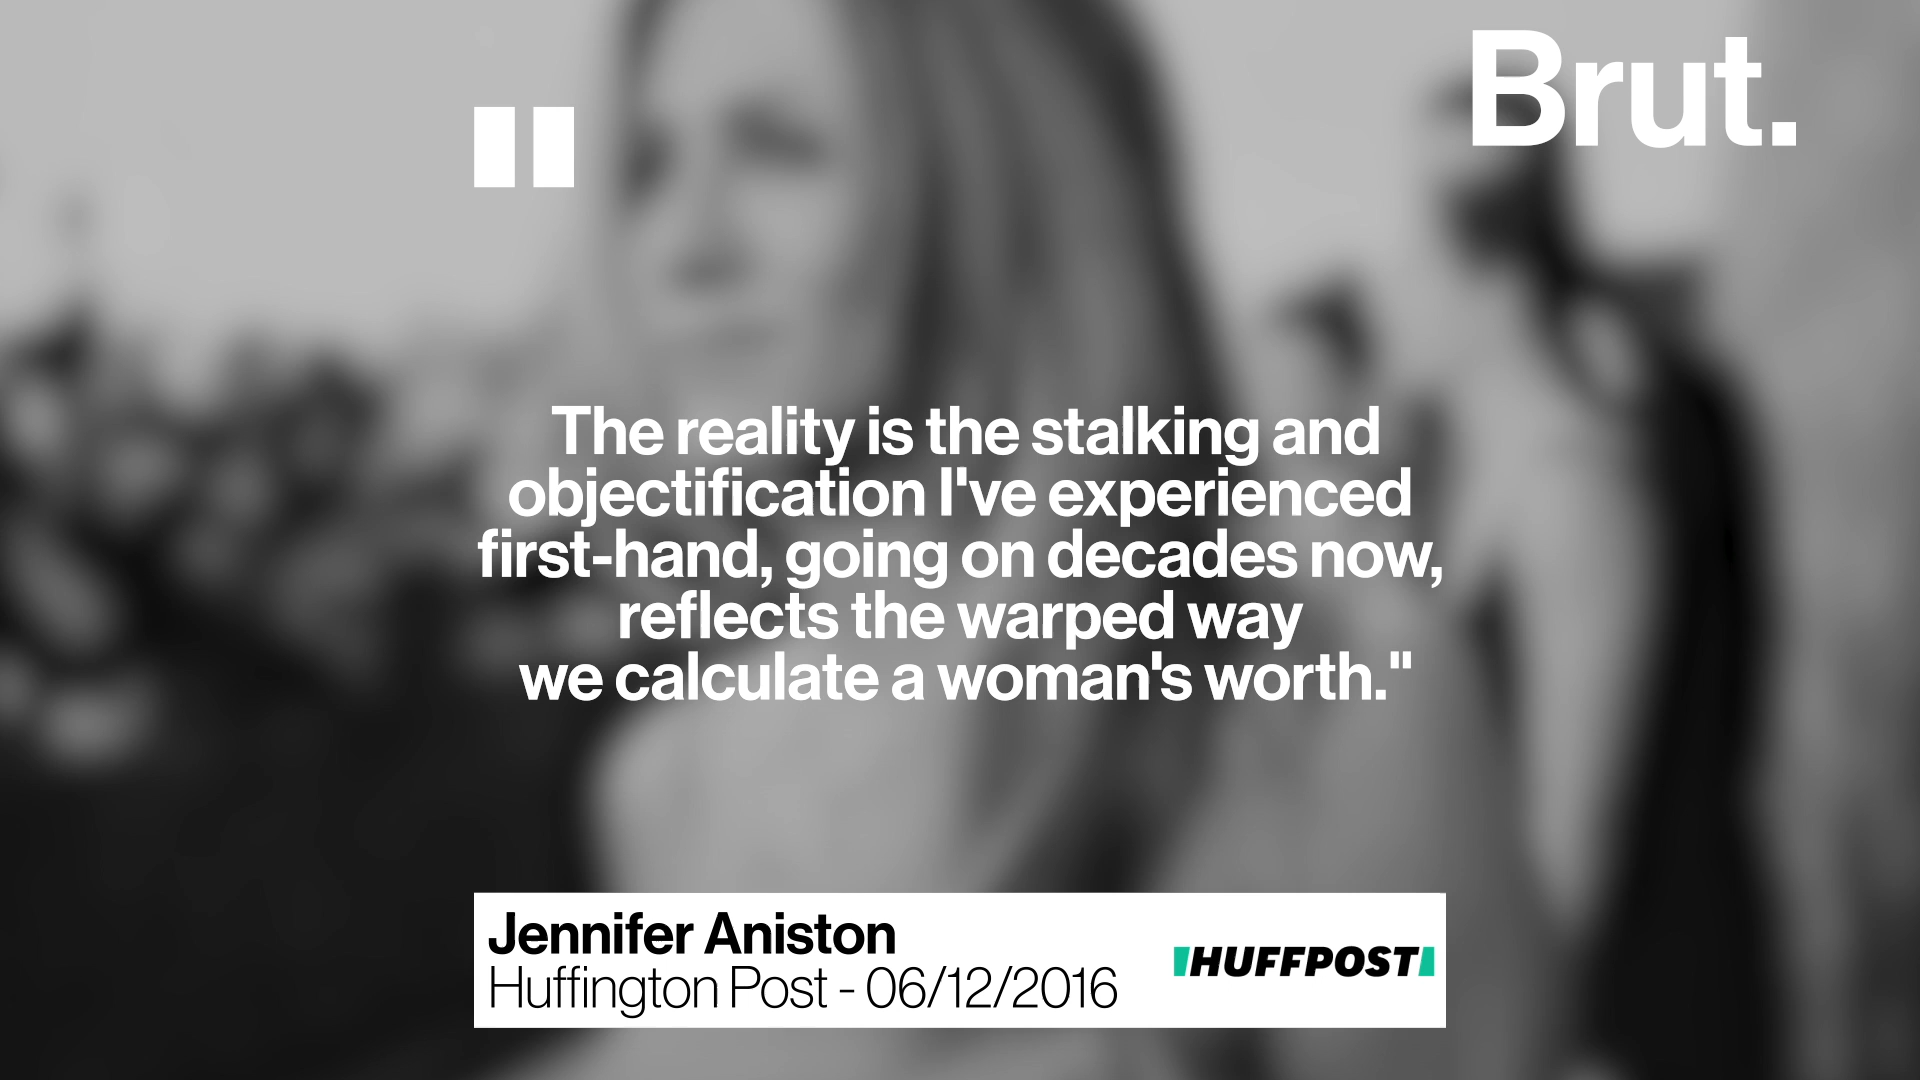 Brut.
"
The reality is the stalking and
objectification I've experienced
first-hand, going on decades now,
reflects the warped way
we calculate a woman's worth."
Jennifer Aniston
Huffington Post - 06/12/2016
HUFFPOST